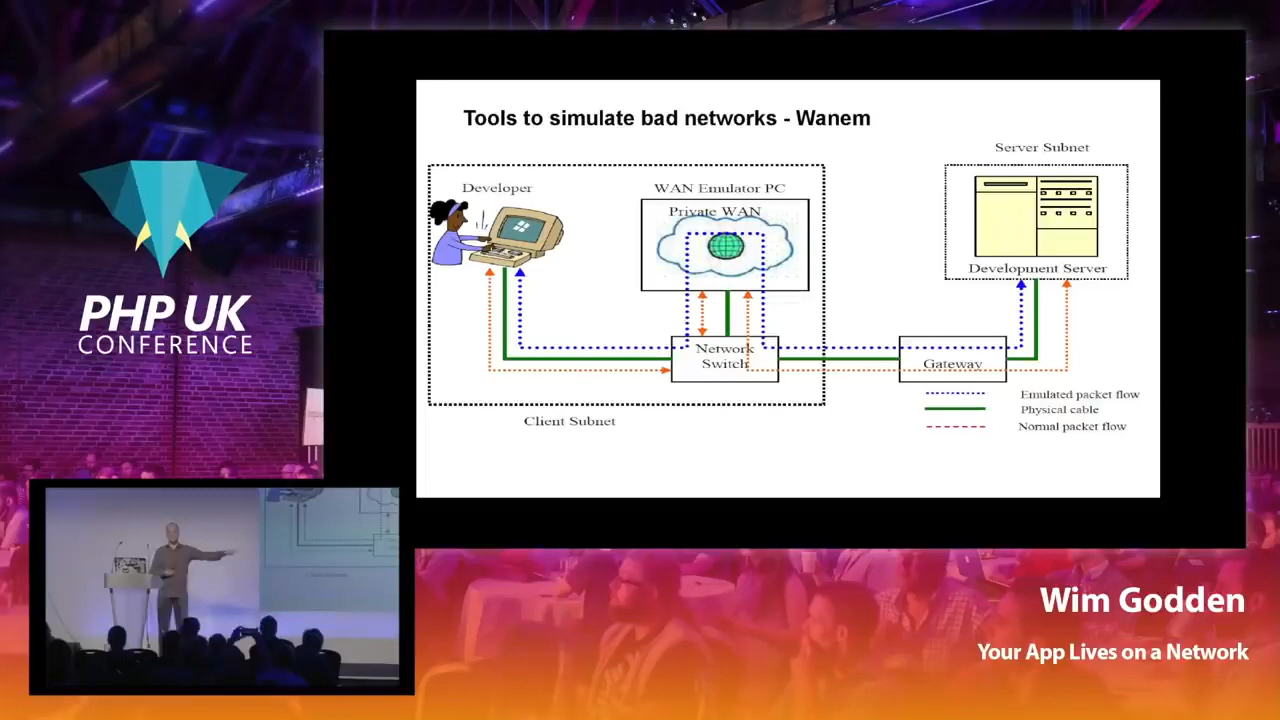 Tools to simulate bad networks - Wanem
Server Subnet
Developer
WAN Emulator PC
Private WAN
Development Server
Network
Switch
Gateway
Client Subnet
Emulated packet flow
Physical cable
Normal packet flow
PHP UK
CONFERENCE
Wim Godden
Your App Lives on a Network